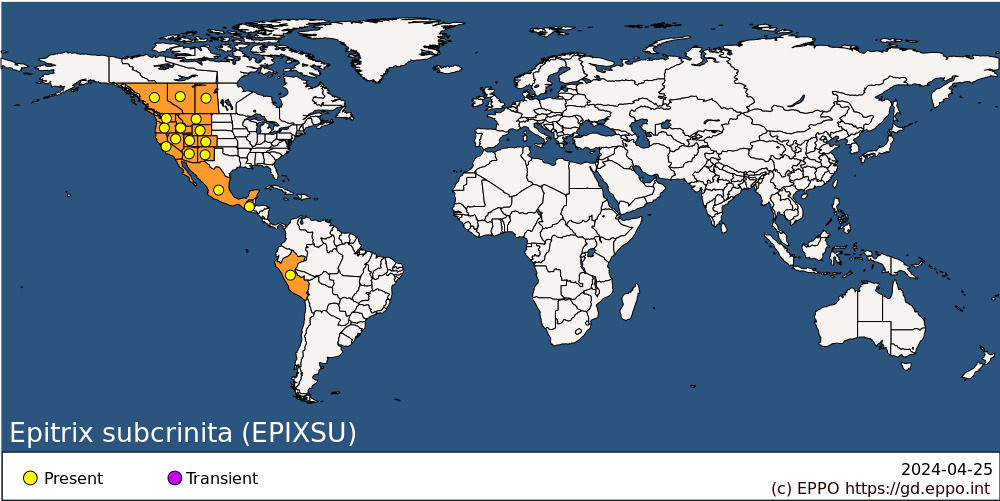 Epitrix subcrinita (EPIXSU)
Present
Transient
2024-04-25
(c) EPPO https://gd.eppo.int